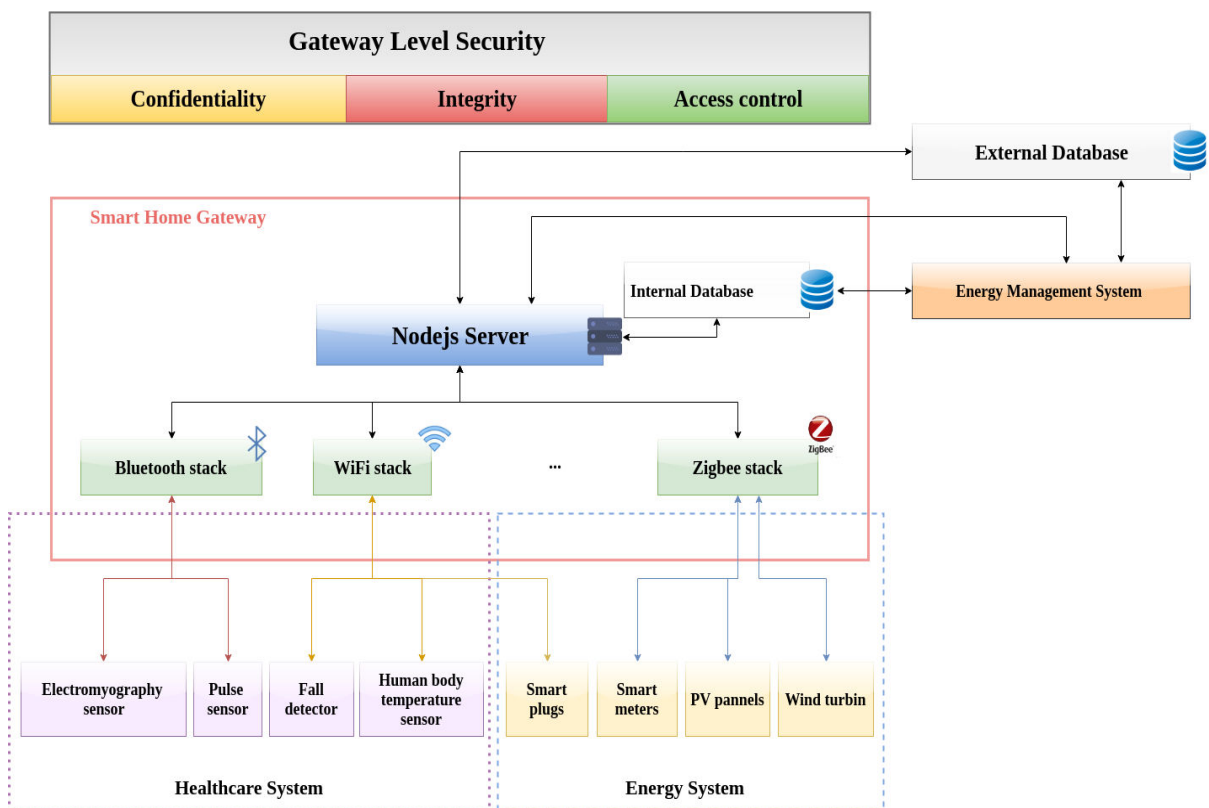 Gateway Level Security
Confidentiality
Integrity
Access control
External Database
Smart Home Gateway
Internal Database
Energy Management System
Nodejs Server
Bluetooth stack
WiFi stack
...
Zigbee stack
ZigBee
Electromyography
sensor
Pulse
sensor
Fall
detector
Human body
temperature
sensor
Smart
plugs
Smart
meters
PV pannels
Wind turbin
Healthcare System
Energy System